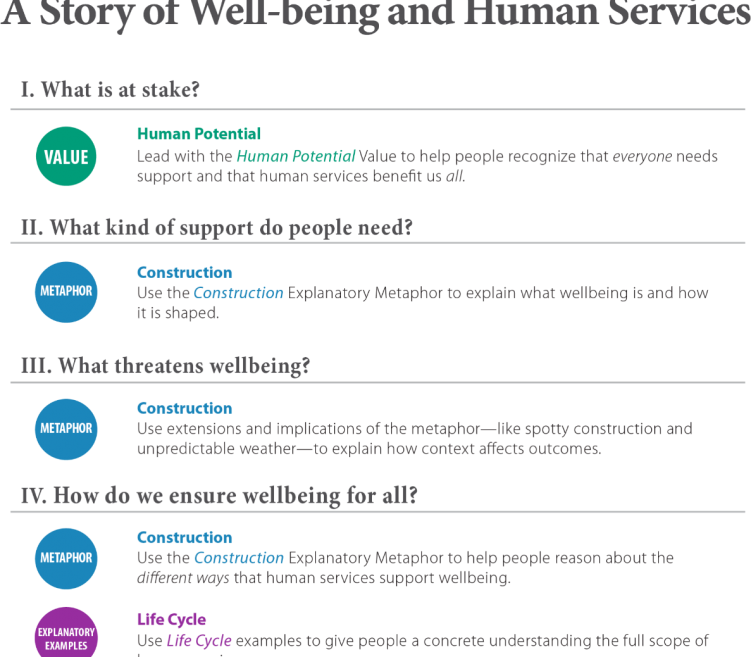 A Story of Well-being and Human Services
I. What is at stake?
VALUE
Human Potential
Lead with the Human Potential Value to help people recognize that everyone needs
support and that human services benefit us all.
II. What kind of support do people need?
METAPHOR
Construction
Use the Construction Explanatory Metaphor to explain what wellbeing is and how
it is shaped.
III. What threatens wellbeing?
METAPHOR
Construction
Use extensions and implications of the metaphor—like spotty construction and
unpredictable weather—to explain how context affects outcomes.
IV. How do we ensure wellbeing for all?
METAPHOR
Construction
Use the Construction Explanatory Metaphor to help people reason about the
different ways that human services support wellbeing.
EXPLANATORY
EXAMPLES
Life Cycle
Use Life Cycle examples to give people a concrete understanding the full scope of